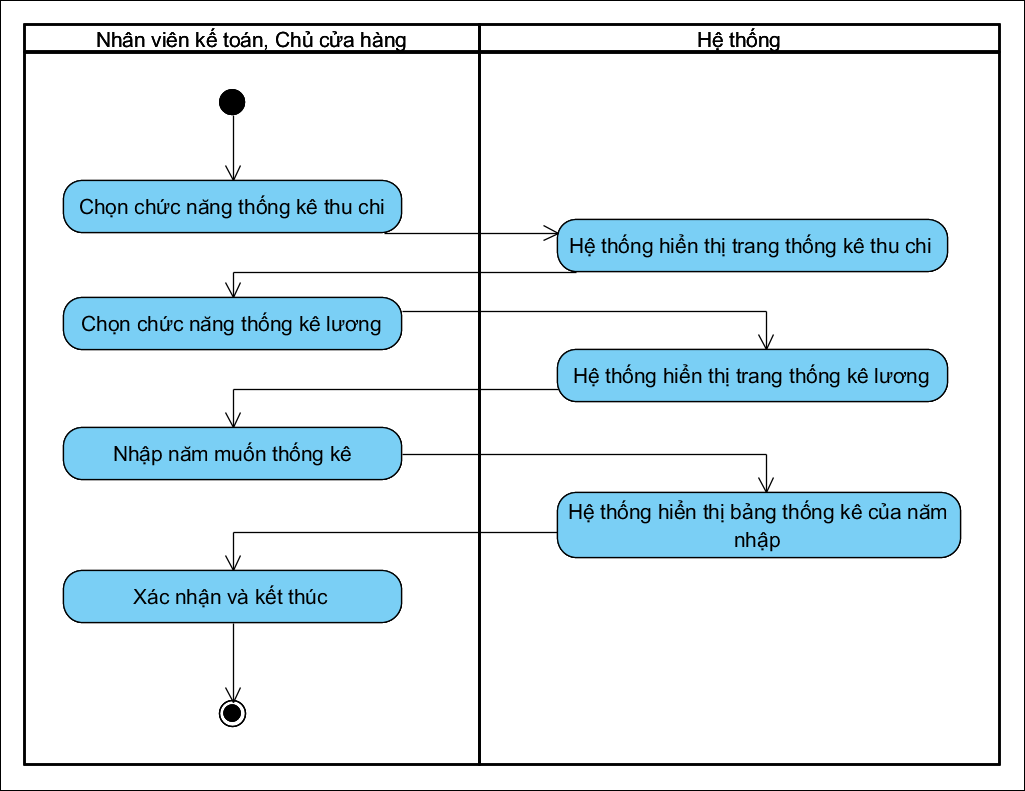 Nhân viên kế toán, Chủ cửa hàng
Hệ thống
Chọn chức năng thống kê thu chi
Hệ thống hiển thị trang thống kê thu chi
Chọn chức năng thống kê lương
Hệ thống hiển thị trang thống kê lương
Nhập năm muốn thống kê
Hệ thống hiển thị bảng thống kê của năm
nhập
Xác nhận và kết thúc